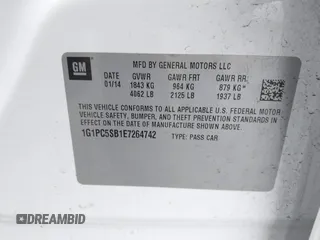 GM
MFD BY GENERAL MOTORS LLC
DATE GVWR GAWR FRT GAWR RR
01/14 1843 KG 964 KG 879 KG
4062 LB 2125 LB 1937 LB
THIS VEHICLE CONFORMS TO ALL APPLICABLE U.S. FEDERAL MOTOR VEHICLE
SAFETY, BUMPER, AND THEFT PREVENTION STANDARDS IN EFFECT ON
THE DATE OF MANUFACTURE SHOWN ABOVE.
1G1PC5SB1E7264742
TYPE: PASS CAR
DREAMBID